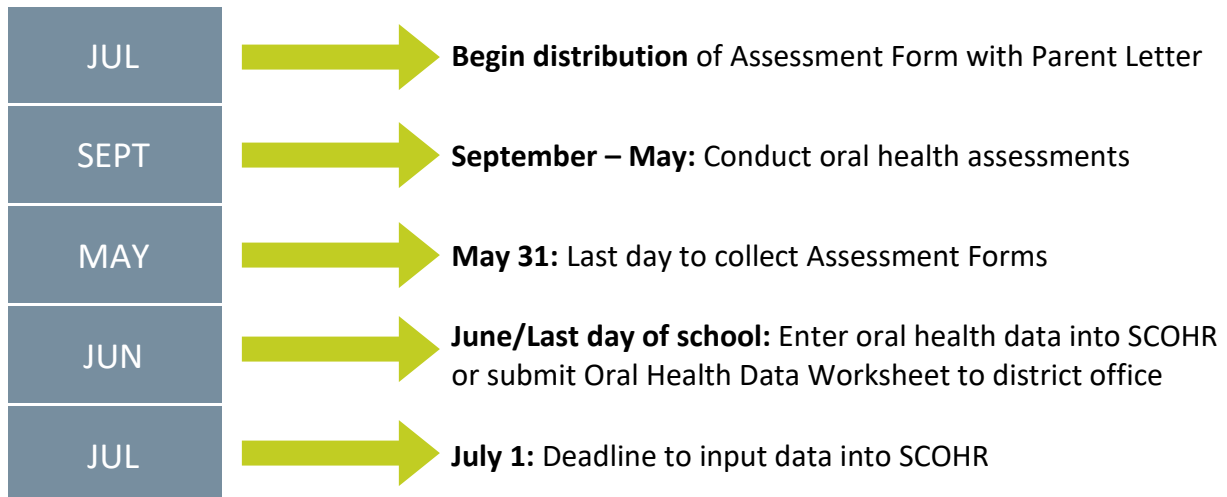 JUL
Begin distribution of Assessment Form with Parent Letter
SEPT
September – May: Conduct oral health assessments
MAY
May 31: Last day to collect Assessment Forms
JUN
June/Last day of school: Enter oral health data into SCOHR
or submit Oral Health Data Worksheet to district office
JUL
July 1: Deadline to input data into SCOHR